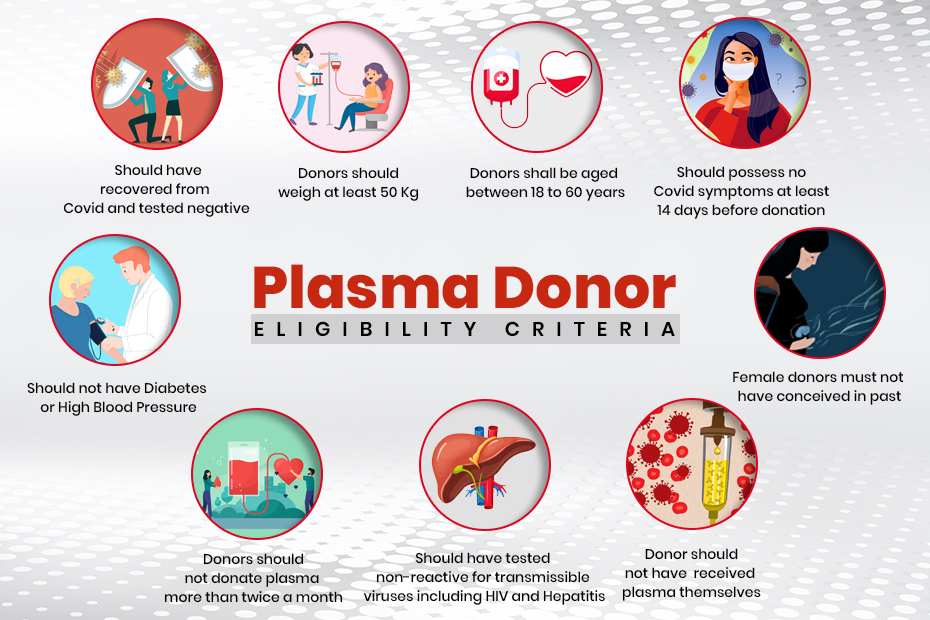 Should have
recovered from
Covid and tested negative
Donors should
weigh at least 50 Kg
Donors shall be aged
between 18 to 60 years
Should possess no
Covid symptoms at least
14 days before donation
Plasma Donor
ELIGIBILITY CRITERIA
Should not have Diabetes
or High Blood Pressure
Female donors must not
have conceived in past
Donors should
not donate plasma
more than twice a month
Should have tested
non-reactive for transmissible
viruses including HIV and Hepatitis
Donor should
not have received
plasma themselves